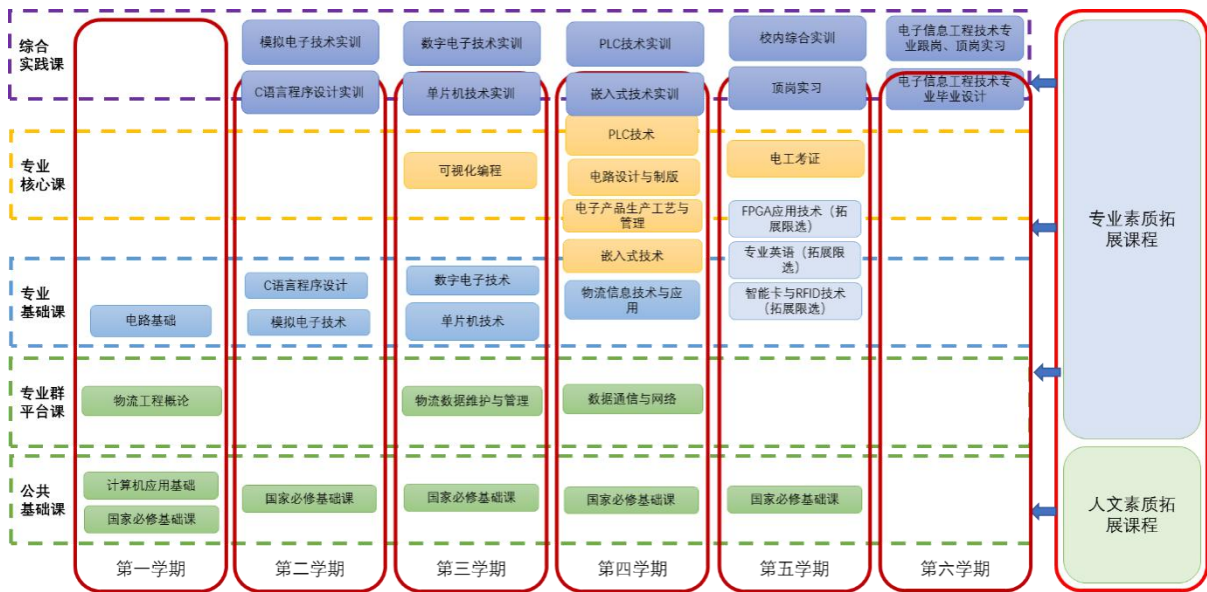 综合
实践课
模拟电子技术实训
数字电子技术实训
PLC技术实训
校内综合实训
电子信息工程技术专
业跟岗、顶岗实习
C语言程序设计实训
单片机技术实训
嵌入式技术实训
顶岗实习
电子信息工程技术专
业毕业设计
专业
核心课
可视化编程
PLC技术
电路设计与制版
电子产品生产工艺与
管理
嵌入式技术
电工考证
FPGA应用技术（拓
展限选）
专业英语（拓展限
选）
智能卡与RFID技术
（拓展限选）
专业
基础课
电路基础
C语言程序设计
模拟电子技术
数字电子技术
单片机技术
物流信息技术与应
用
专业群
平台课
物流工程概论
物流数据维护与管理
数据通信与网络
公共
基础课
计算机应用基础
国家必修基础课
国家必修基础课
国家必修基础课
国家必修基础课
国家必修基础课
第一学期
第二学期
第三学期
第四学期
第五学期
第六学期
专业素质拓
展课程
人文素质拓
展课程